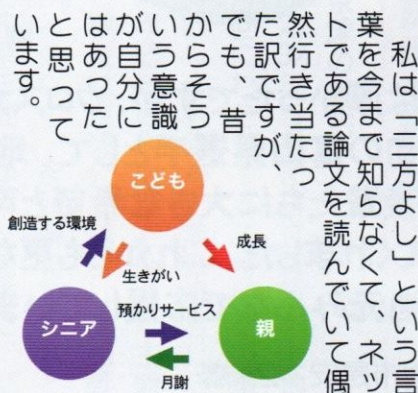 私は「三方よし」という言
葉を今まで知らなくて、ネッ
トである論文を読んでいて偶
然行き当たっ
た訳ですが、
でも、昔
からそう
いう意識
が自分に
はあった
と思って
います。
こども
創造する環境
生きがい
成長
シニア
預かりサービス
親
月謝